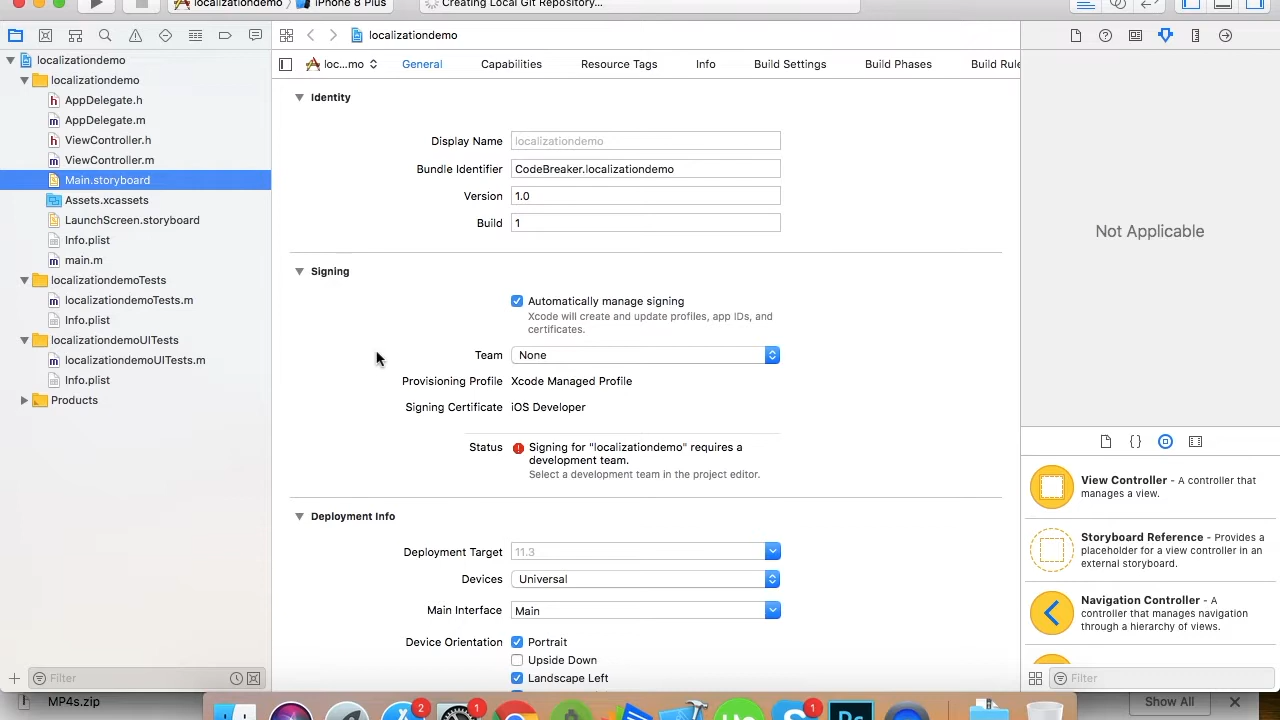 localizationdemo
iPhone 8 Plus
Creating Local Git Repository...
localizationdemo
localizationdemo
AppDelegate.h
AppDelegate.m
ViewController.h
ViewController.m
Main.storyboard
Assets.xcassets
LaunchScreen.storyboard
Info.plist
main.m
localizationdemoTests
localizationdemoTests.m
Info.plist
localizationdemoUITests
localizationdemoUITests.m
Info.plist
Products
Filter
MP4s.zip
localizationdemo
loc...mo
General
Capabilities
Resource Tags
Info
Build Settings
Build Phases
Build Rule
Identity
Display Name localizationdemo
Bundle Identifier CodeBreaker.localizationdemo
Version 1.0
Build 1
Signing
Automatically manage signing
Xcode will create and update profiles, app IDs, and
certificates.
Team None
Provisioning Profile Xcode Managed Profile
Signing Certificate iOS Developer
Status Signing for "localizationdemo" requires a
development team.
Select a development team in the project editor.
Deployment Info
Deployment Target 11.3
Devices Universal
Main Interface Main
Device Orientation Portrait
Upside Down
Landscape Left
Not Applicable
{ }
View Controller - A controller that
manages a view.
Storyboard Reference - Provides a
placeholder for a view controller in an
external storyboard.
Navigation Controller - A
controller that manages navigation
through a hierarchy of views.
Filter
Show All
2
1
1